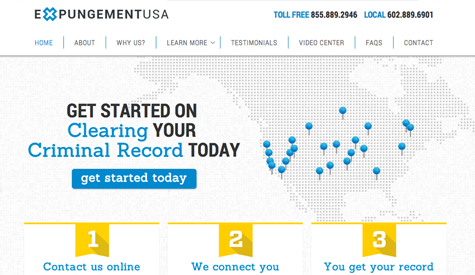 EXPUNGEMENTUSA
TOLL FREE 855.889.2946 LOCAL 602.889.6901
HOME ABOUT WHY US? LEARN MORE TESTIMONIALS VIDEO CENTER FAQS CONTACT
GET STARTED ON
Clearing YOUR
Criminal Record TODAY
get started today
1 2 3
Contact us online We connect you You get your record